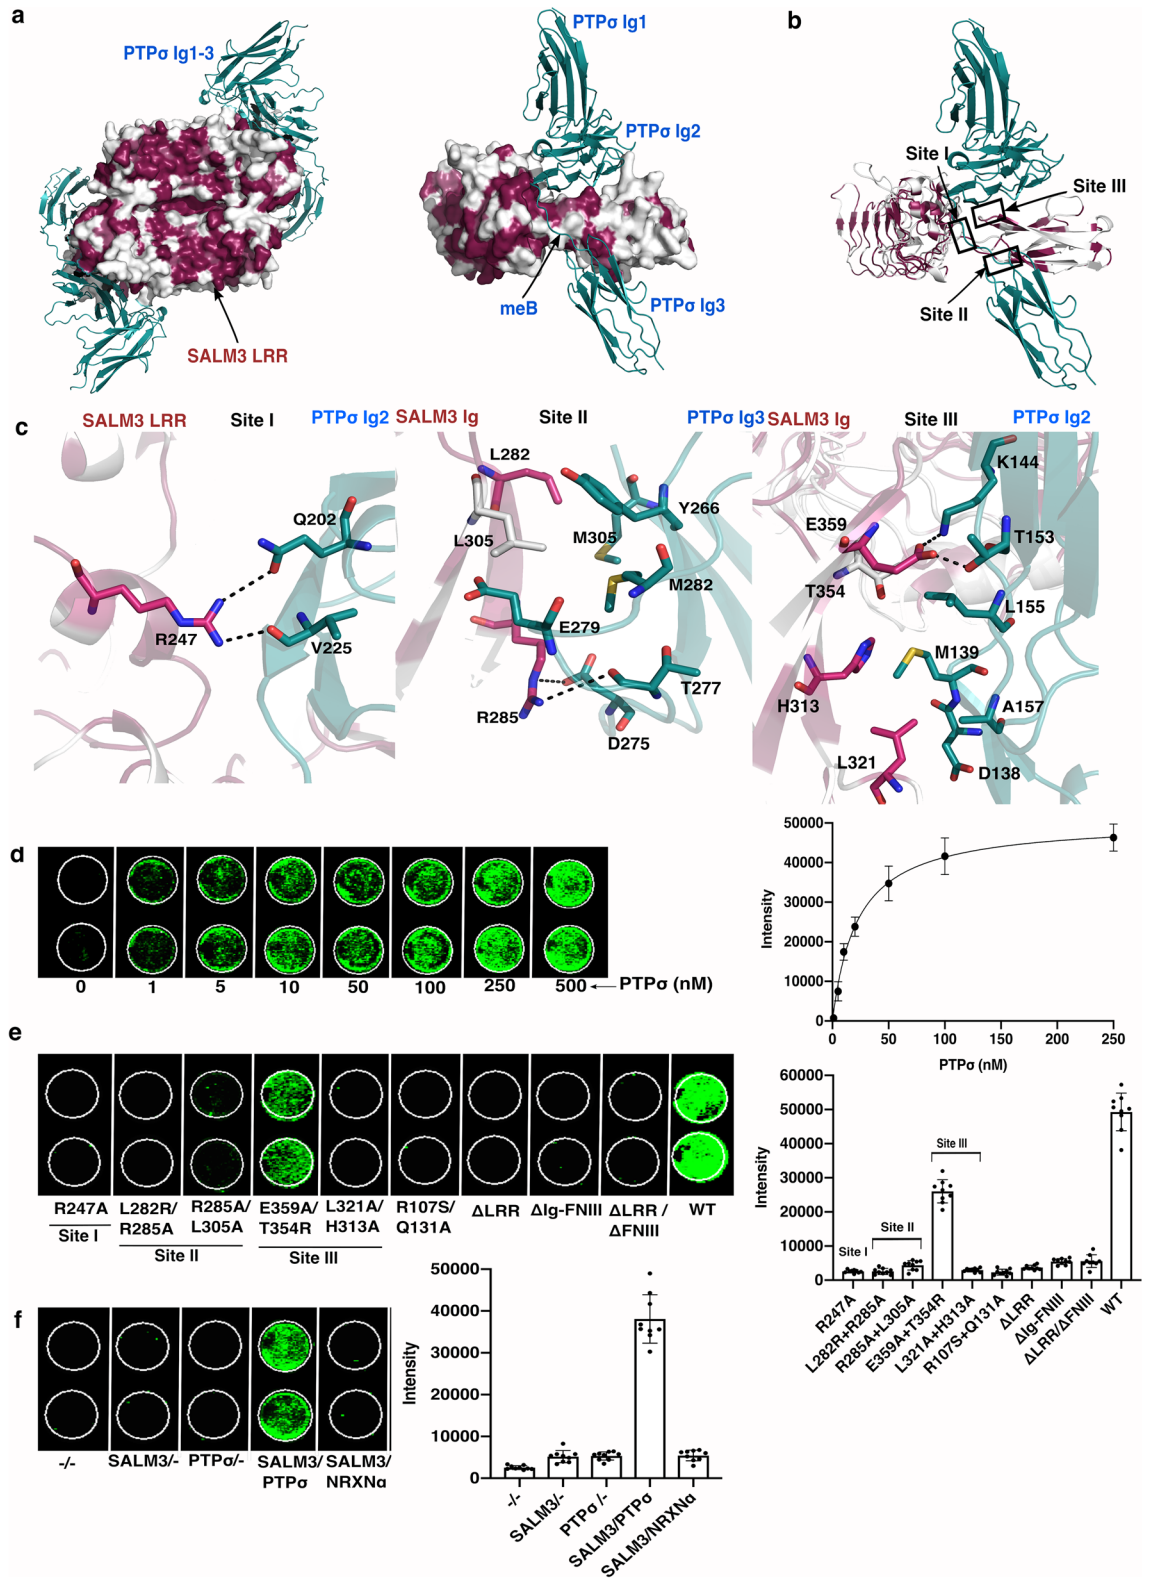 a
PTPσ Ig1-3
SALM3 LRR
PTPσ Ig1
PTPσ Ig2
meB
PTPσ Ig3
b
Site I
Site III
Site II
c
SALM3 LRR
Site I
PTPσ Ig2
Q202
R247
V225
SALM3 Ig
Site II
PTPσ Ig3
L282
L305
M305
Y266
M282
E279
T277
R285
D275
SALM3 Ig
Site III
PTPσ Ig2
K144
E359
T153
T354
L155
M139
H313
A157
L321
D138
d
0
1
5
10
50
100
250
500
PTPσ (nM)
Intensity
50000
40000
30000
20000
10000
0
0
50
100
150
200
250
PTPσ (nM)
e
R247A
L282R/
R285A
R285A/
L305A
E359A/
T354R
L321A/
H313A
R107S/
Q131A
ΔLRR
ΔIg-FNIII
ΔLRR /
ΔFNIII
WT
Site I
Site II
Site III
Intensity
60000
50000
40000
30000
20000
10000
0
Site I
Site II
Site III
R247A
L282R+R285A
R285A+L305A
E359A+T354R
L321A+H313A
R107S+Q131A
ΔLRR
ΔIg-FNIII
ΔLRR/ΔFNIII
WT
f
-/-
SALM3/-
PTPσ/-
SALM3/
PTPσ
SALM3/
NRXNα
Intensity
50000
40000
30000
20000
10000
0
-/-
SALM3/-
PTPσ /-
SALM3/PTPσ
SALM3/NRXNα